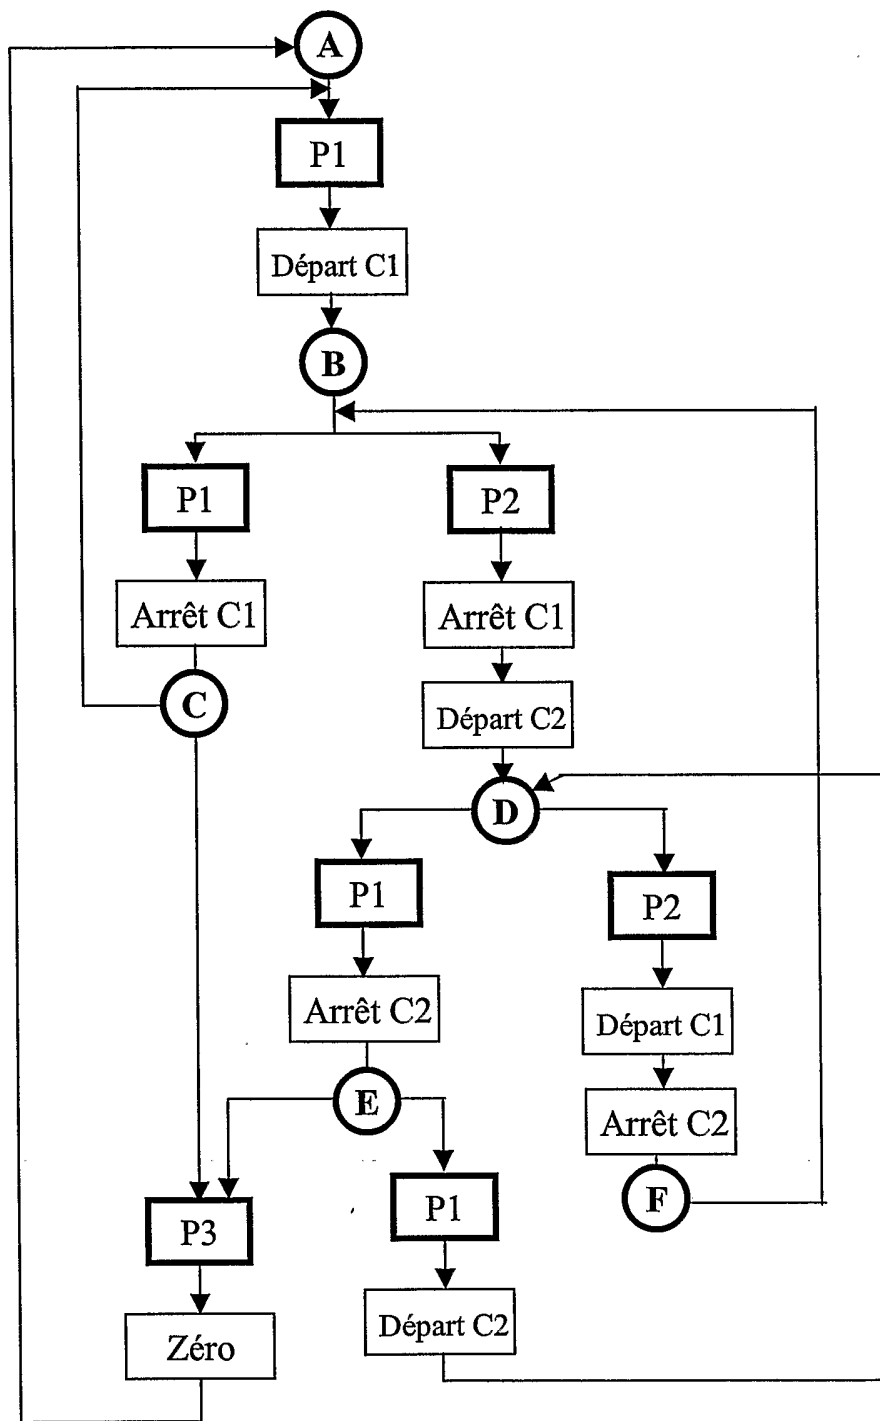 A
P1
Départ C1
B
P1
P2
Arrêt C1
Arrêt C1
C
Départ C2
D
P1
P2
Arrêt C2
Départ C1
E
Arrêt C2
F
P3
P1
Zéro
Départ C2